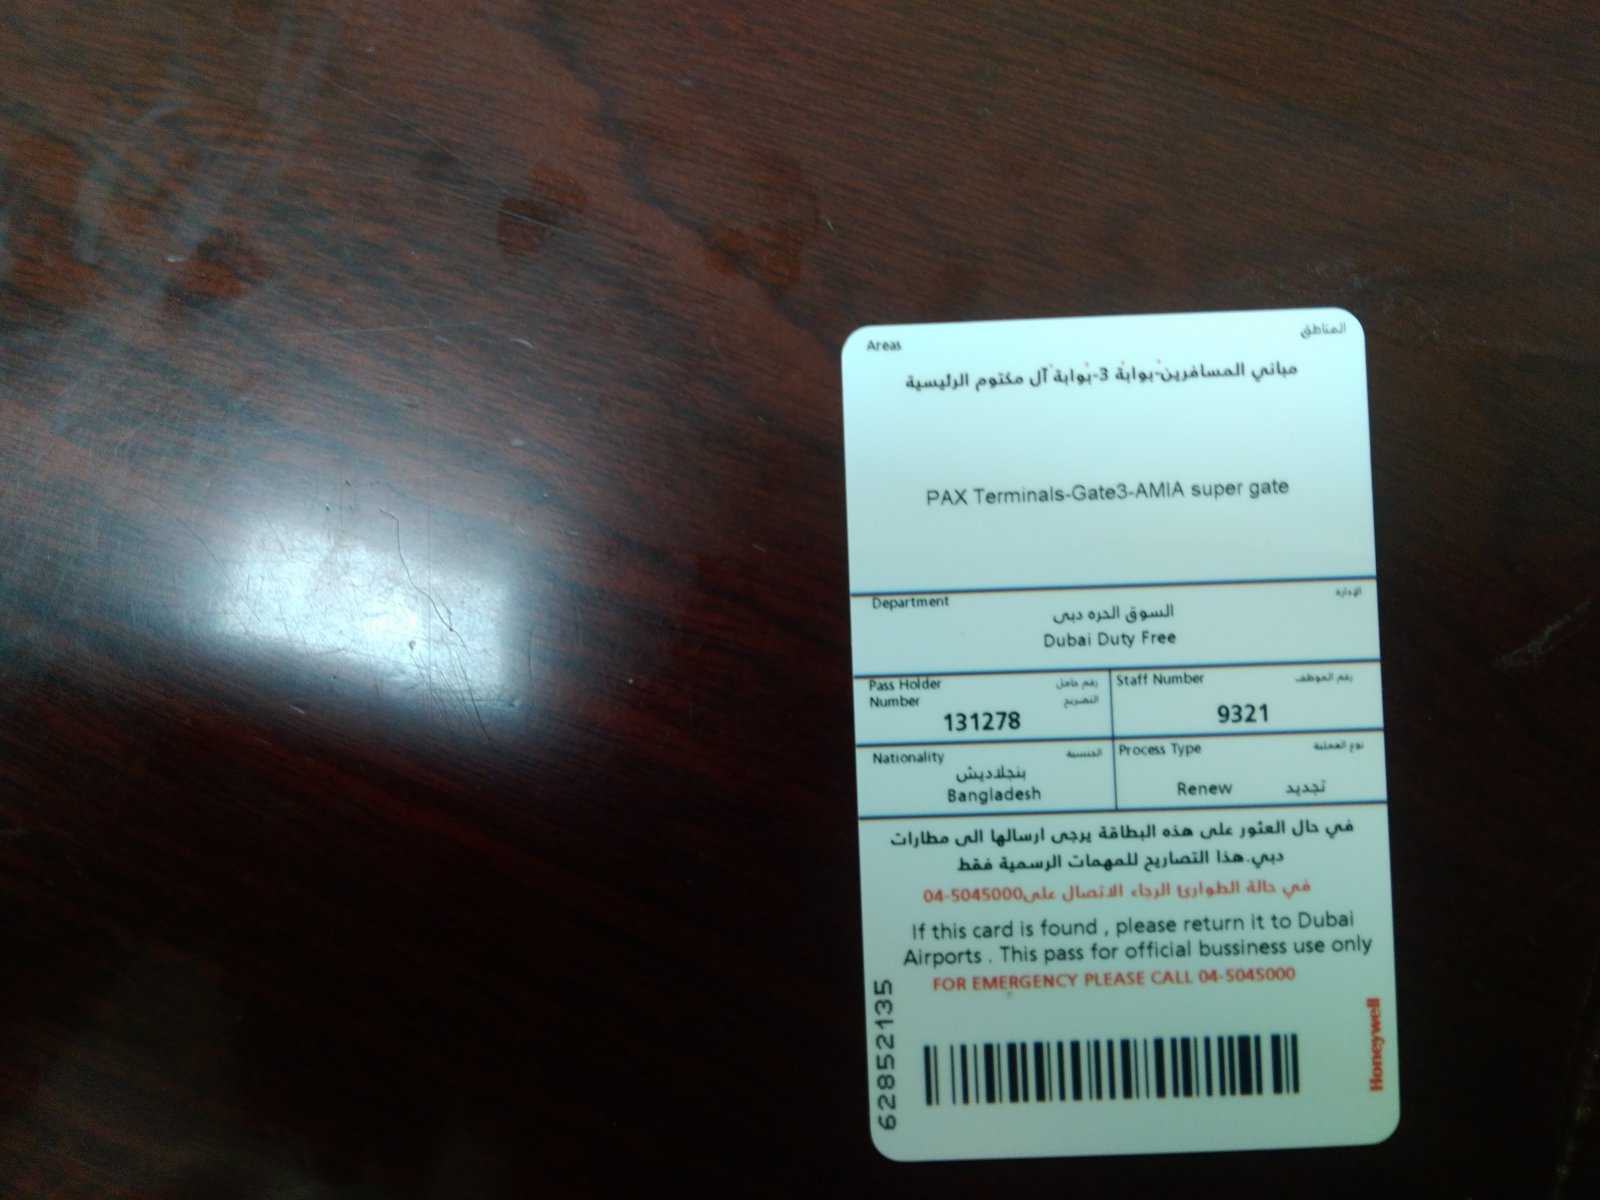 Areas المناطق
مباني المسافرين-بوابة 3-بوابة آل مكتوم الرئيسية
PAX Terminals-Gate3-AMIA super gate
Department الإدارة
السوق الحره دبى
Dubai Duty Free
Pass Holder Number رقم حامل التصريح
131278
Staff Number رقم الموظف
9321
Nationality الجنسية
بنجلاديش
Bangladesh
Process Type نوع العملية
Renew تجديد
في حال العثور على هذه البطاقة يرجى ارسالها الى مطارات
دبي.هذا التصاريح للمهمات الرسمية فقط
في حالة الطوارئ الرجاء الاتصال على04-5045000
If this card is found , please return it to Dubai
Airports . This pass for official bussiness use only
FOR EMERGENCY PLEASE CALL 04-5045000
62852135
Honeywell